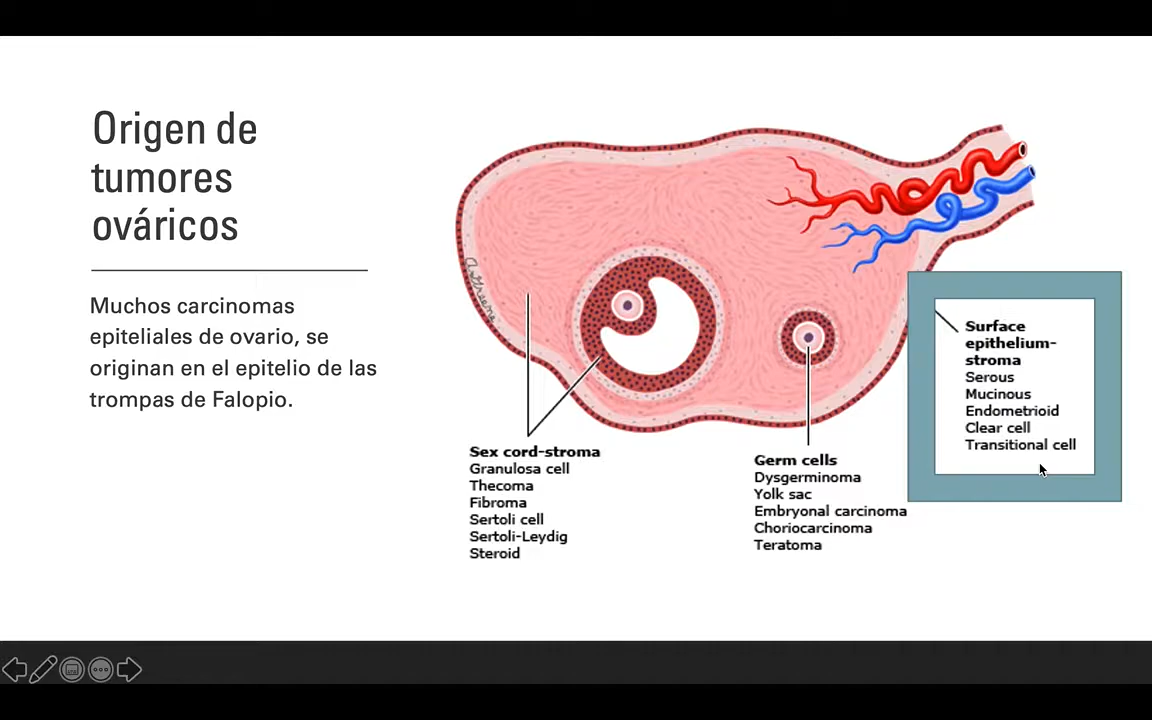 Origen de
tumores
ováricos
Muchos carcinomas
epiteliales de ovario, se
originan en el epitelio de las
trompas de Falopio.
Sex cord-stroma
Granulosa cell
Thecoma
Fibroma
Sertoli cell
Sertoli-Leydig
Steroid
Germ cells
Dysgerminoma
Yolk sac
Embryonal carcinoma
Choriocarcinoma
Teratoma
Surface
epithelium-
stroma
Serous
Mucinous
Endometrioid
Clear cell
Transitional cell